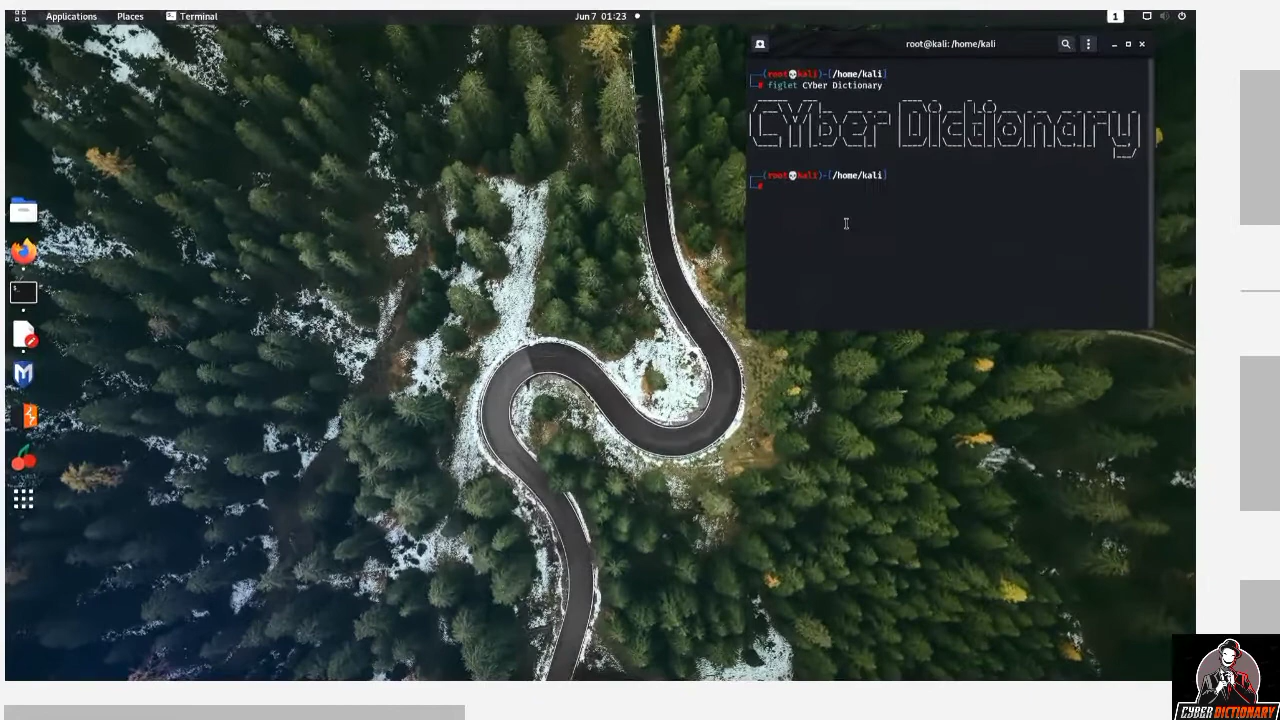 Applications Places Terminal Jun 7 01:23 1
root@kali: /home/kali
(root💀kali)-[/home/kali]
# figlet CYber Dictionary
CYber Dictionary
(root💀kali)-[/home/kali]
#
CYBER DICTIONARY